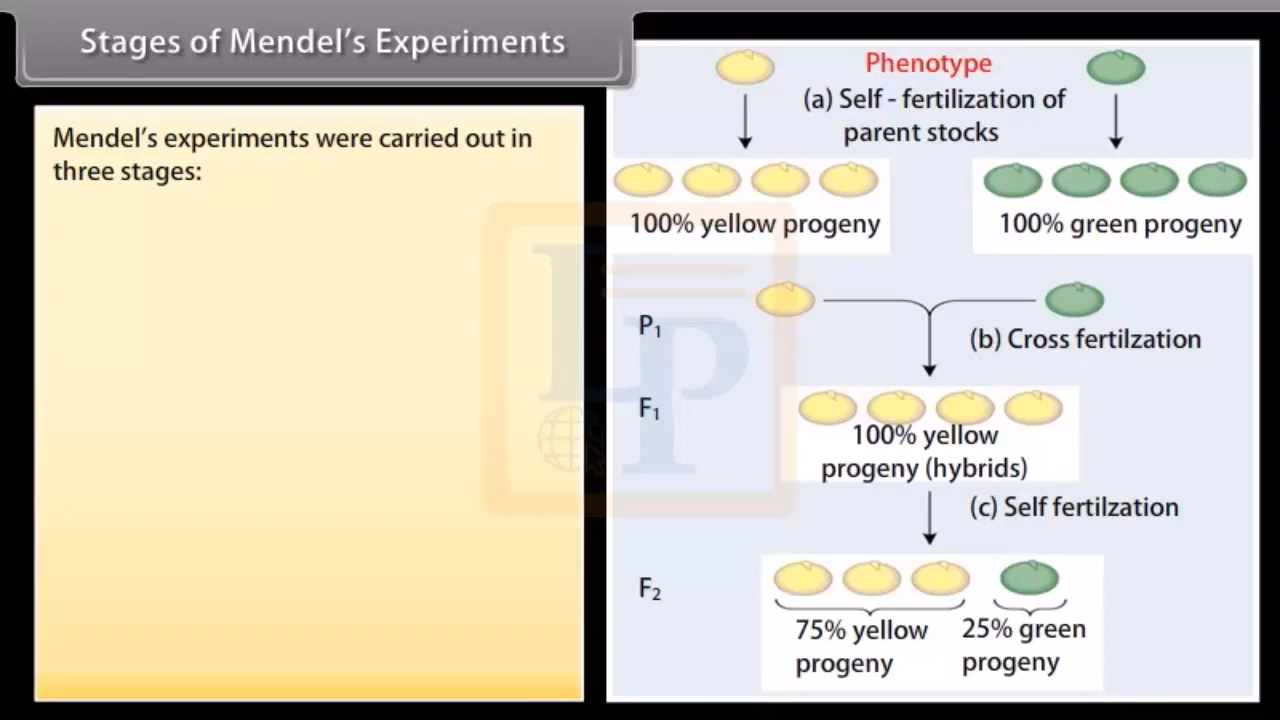 Stages of Mendel's Experiments
Mendel's experiments were carried out in
three stages:
Phenotype
(a) Self - fertilization of
parent stocks
100% yellow progeny
100% green progeny
P₁
(b) Cross fertilzation
F₁
100% yellow
progeny (hybrids)
(c) Self fertilzation
F₂
75% yellow
progeny
25% green
progeny
LP